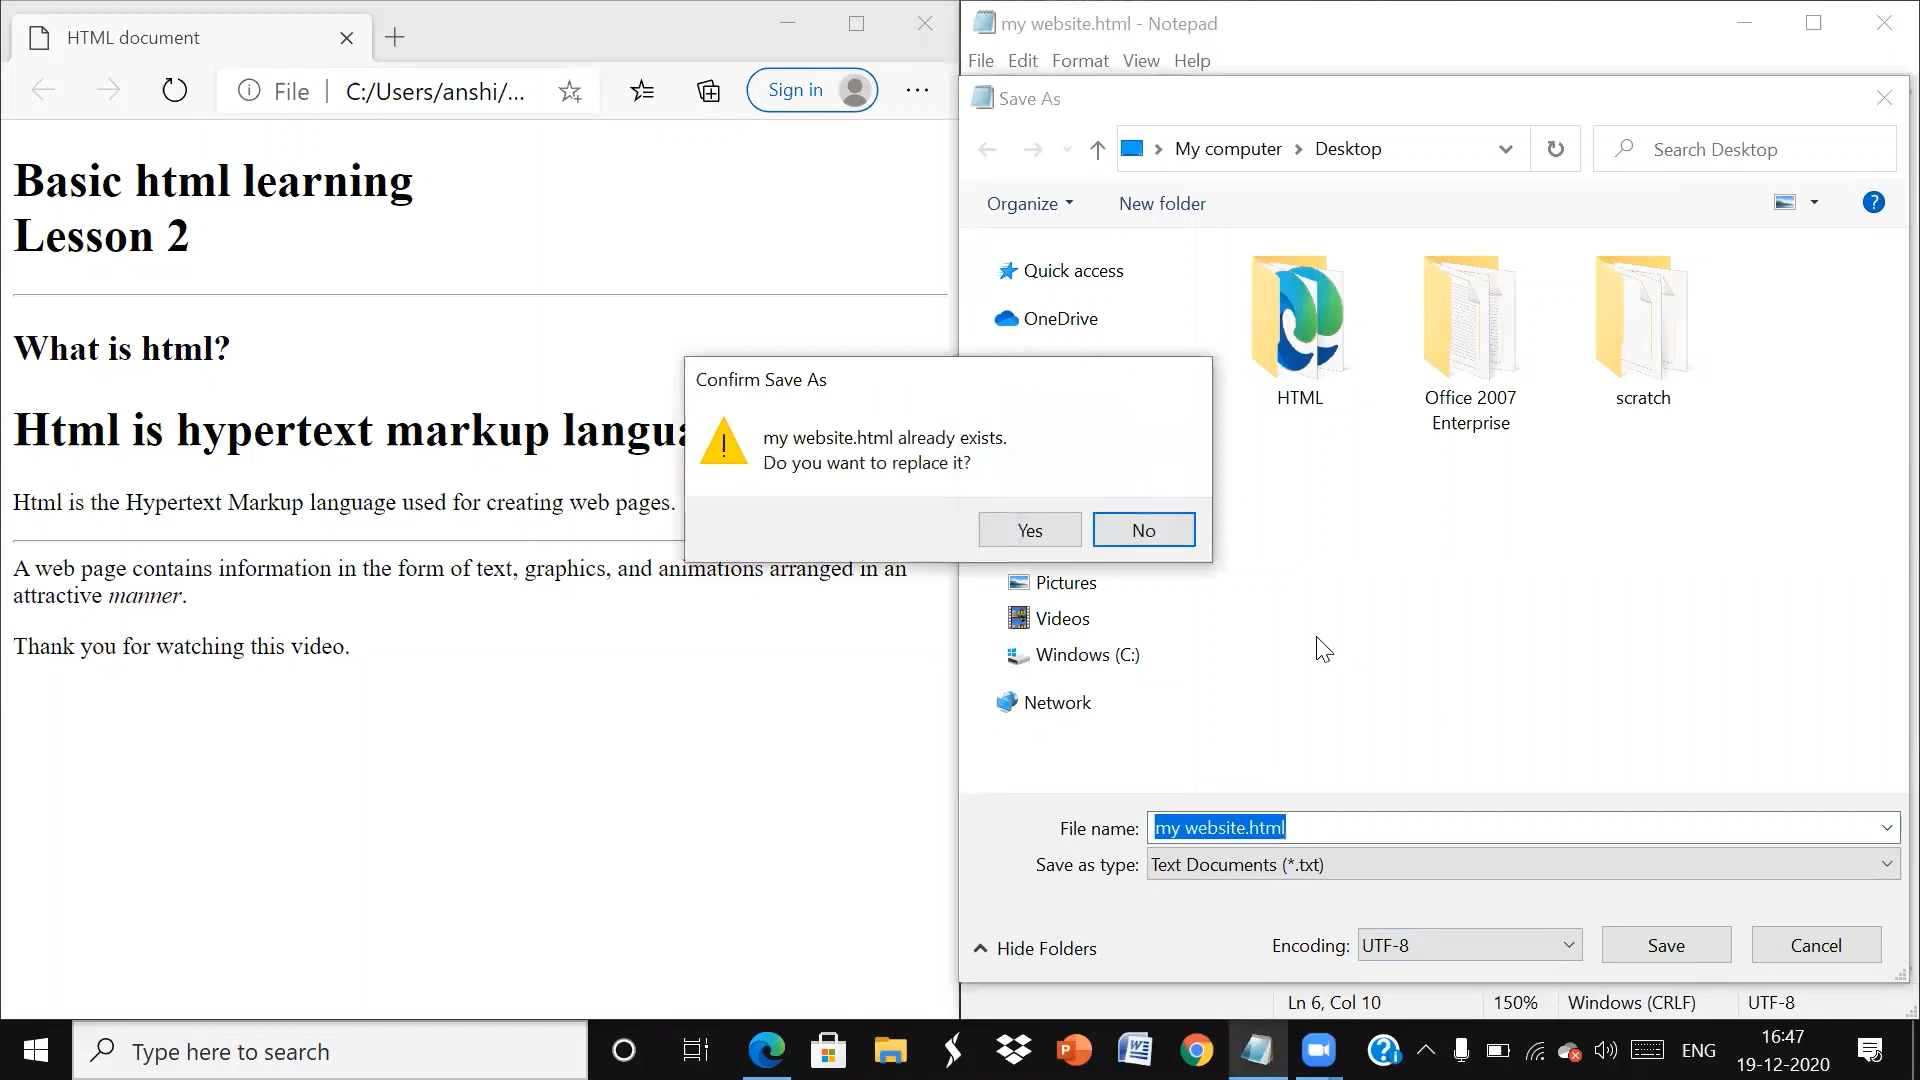 HTML document
File
C:/Users/anshi/...
Sign in
Basic html learning
Lesson 2
What is html?
Html is hypertext markup langua
Html is the Hypertext Markup language used for creating web pages.
A web page contains information in the form of text, graphics, and animations arranged in an
attractive manner.
Thank you for watching this video.
my website.html - Notepad
File Edit Format View Help
Save As
My computer > Desktop
Search Desktop
Organize
New folder
?
Quick access
OneDrive
HTML
Office 2007
Enterprise
scratch
Confirm Save As
my website.html already exists.
Do you want to replace it?
Yes
No
Pictures
Videos
Windows (C:)
Network
File name: my website.html
Save as type: Text Documents (*.txt)
Hide Folders
Encoding: UTF-8
Save
Cancel
Ln 6, Col 10
150%
Windows (CRLF)
UTF-8
Type here to search
ENG
16:47
19-12-2020